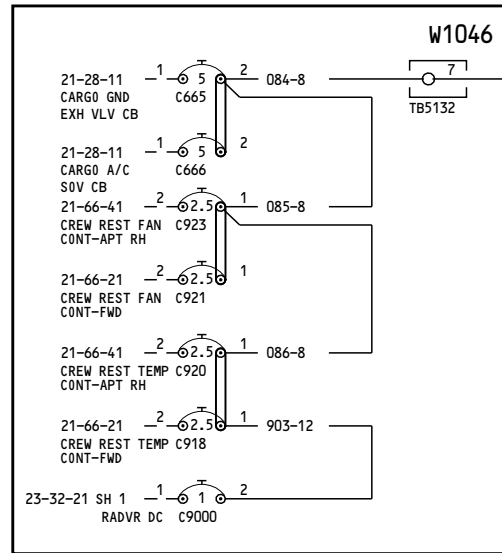 W1046
21-28-11 1 5 2 084-8 7
CARGO GND C665 TB5132
EXH VLV CB
21-28-11 1 5 2
CARGO A/C C666
SOV CB
21-66-41 2 2.5 1 085-8
CREW REST FAN C923
CONT-APT RH
21-66-21 2 2.5 1
CREW REST FAN C921
CONT-FWD
21-66-41 2 2.5 1 086-8
CREW REST TEMP C920
CONT-APT RH
21-66-21 2 2.5 1 903-12
CREW REST TEMP C918
CONT-FWD
23-32-21 SH 1 1 1 2
RADVR DC C9000